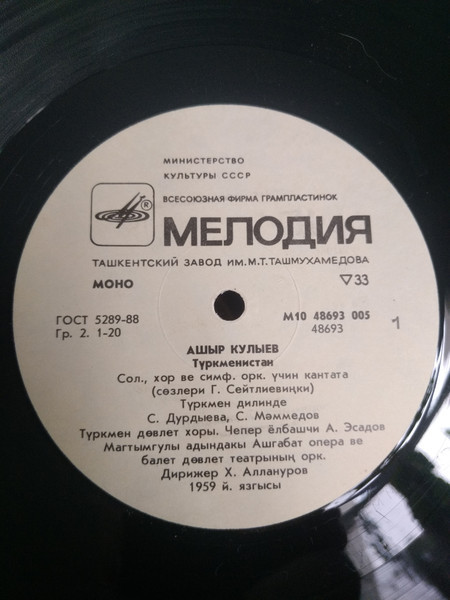 МИНИСТЕРСТВО
КУЛЬТУРЫ СССР
ВСЕСОЮЗНАЯ ФИРМА ГРАМПЛАСТИНОК
®
МЕЛОДИЯ
ТАШКЕНТСКИЙ ЗАВОД ИМ.М.Т.ТАШМУХАМЕДОВА
МОНО ▽33
ГОСТ 5289-88 М10 48693 005
Гр. 2. 1-20 48693 1
АШЫР КУЛЫЕВ
Түркменистан
Сол., хор ве симф. орк. үчин кантата
(сөзлери Г. Сейтлиевиңки)
Түркмен дилинде
С. Дурдыева, С. Мәммедов
Түркмен дөвлет хоры. Чепер ёлбашчи А. Эсадов
Магтымгулы адындакы Ашгабат опера ве
балет дөвлет театрының орк.
Дирижер Х. Аллануров
1959 й. язгысы